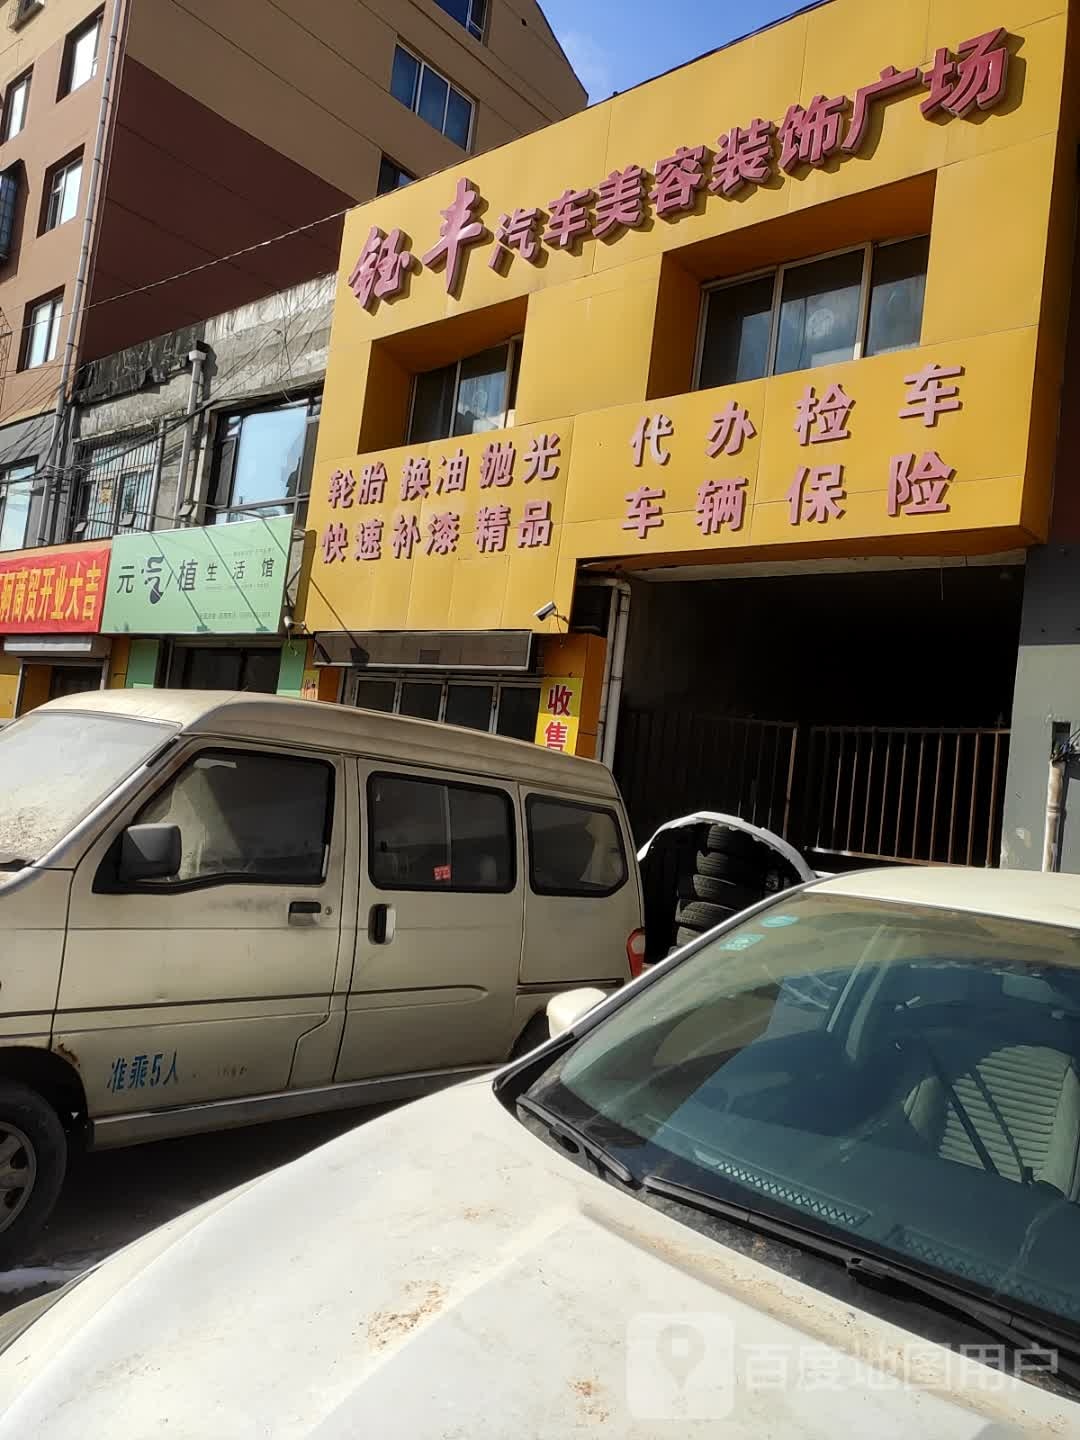 钰丰汽车美容装饰广场
轮胎 换油 抛光
快速补漆 精品
代办检车
车辆保险
元气植生活馆
商贸开业大吉
收
售
准乘5人
百度地图用户